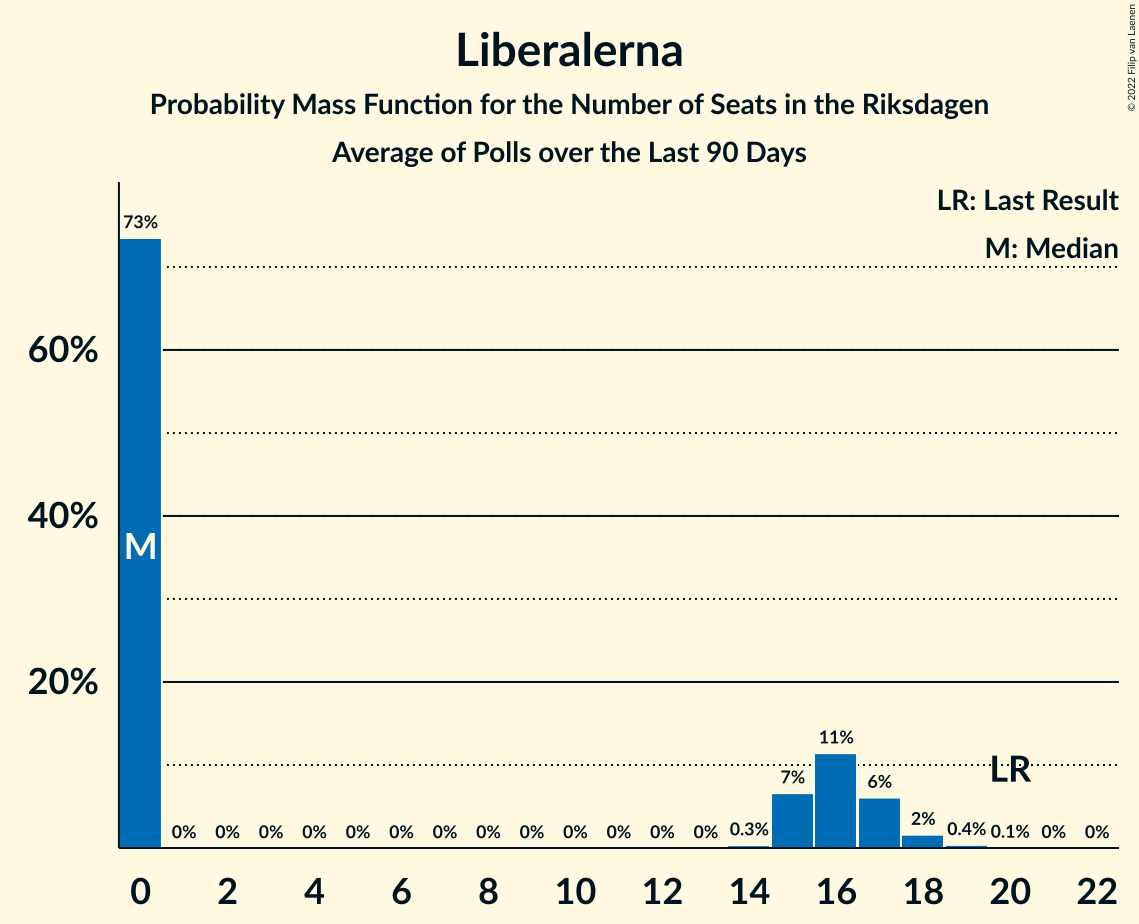 Liberalerna
Probability Mass Function for the Number of Seats in the Riksdagen
Average of Polls over the Last 90 Days
© 2022 Filip van Laenen
LR: Last Result
M: Median
73%
60%
40%
M
20%
11%
7%
6%
LR
2%
0% 0% 0% 0% 0% 0% 0% 0% 0% 0% 0% 0% 0% 0.3% 0.4% 0.1% 0% 0%
0 2 4 6 8 10 12 14 16 18 20 22